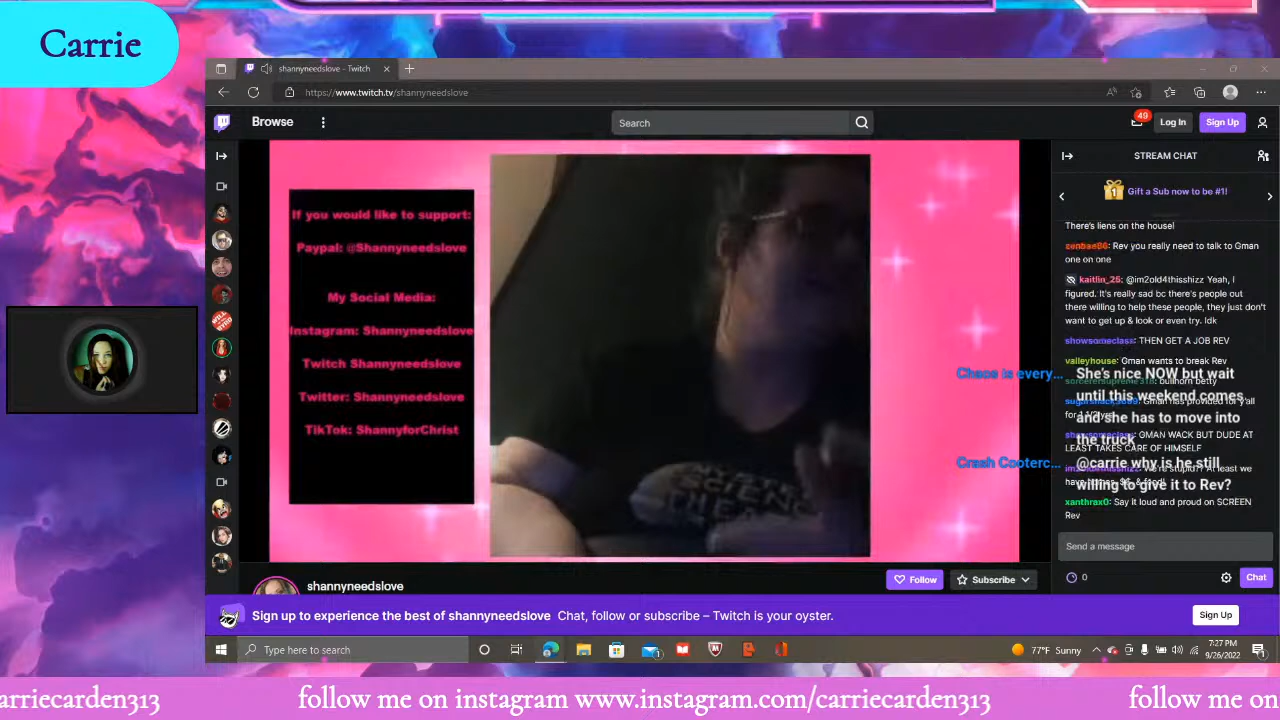 Carrie
shannyneedslove - Twitch
https://www.twitch.tv/shannyneedslove
Browse
Search
49
Log In
Sign Up
If you would like to support:
Paypal: @Shannyneedslove
My Social Media:
Instagram: Shannyneedslove
Twitch Shannyneedslove
Twitter: Shannyneedslove
TikTok: ShannyforChrist
STREAM CHAT
1
Gift a Sub now to be #1!
There's liens on the house!
zenbae86: Rev you really need to talk to Gman
one on one
kaitlin_25: @im2old4thisshizz Yeah, I
figured. It's really sad bc there's people out
there willing to help these people, they just don't
want to get up & look or even try. Idk
showsomeclass: THEN GET A JOB REV
valleyhouse: Gman wants to break Rev
sorcerersupreme318: bullhorn betty
GMAN WACK BUT DUDE AT
LEAST TAKES CARE OF HIMSELF
xanthrax0: Say it loud and proud on SCREEN
Rev
Chaos is every...
She's nice NOW but wait
until this weekend comes
and she has to move into
the truck
Crash Cooterc...
@carrie why is he still
willing to give it to Rev?
Send a message
0
Chat
shannyneedslove
Follow
Subscribe
Sign up to experience the best of shannyneedslove Chat, follow or subscribe – Twitch is your oyster.
Sign Up
Type here to search
77°F Sunny
7:27 PM
9/26/2022
arriecarden313
follow me on instagram www.instagram.com/carriecarden313
follow me on